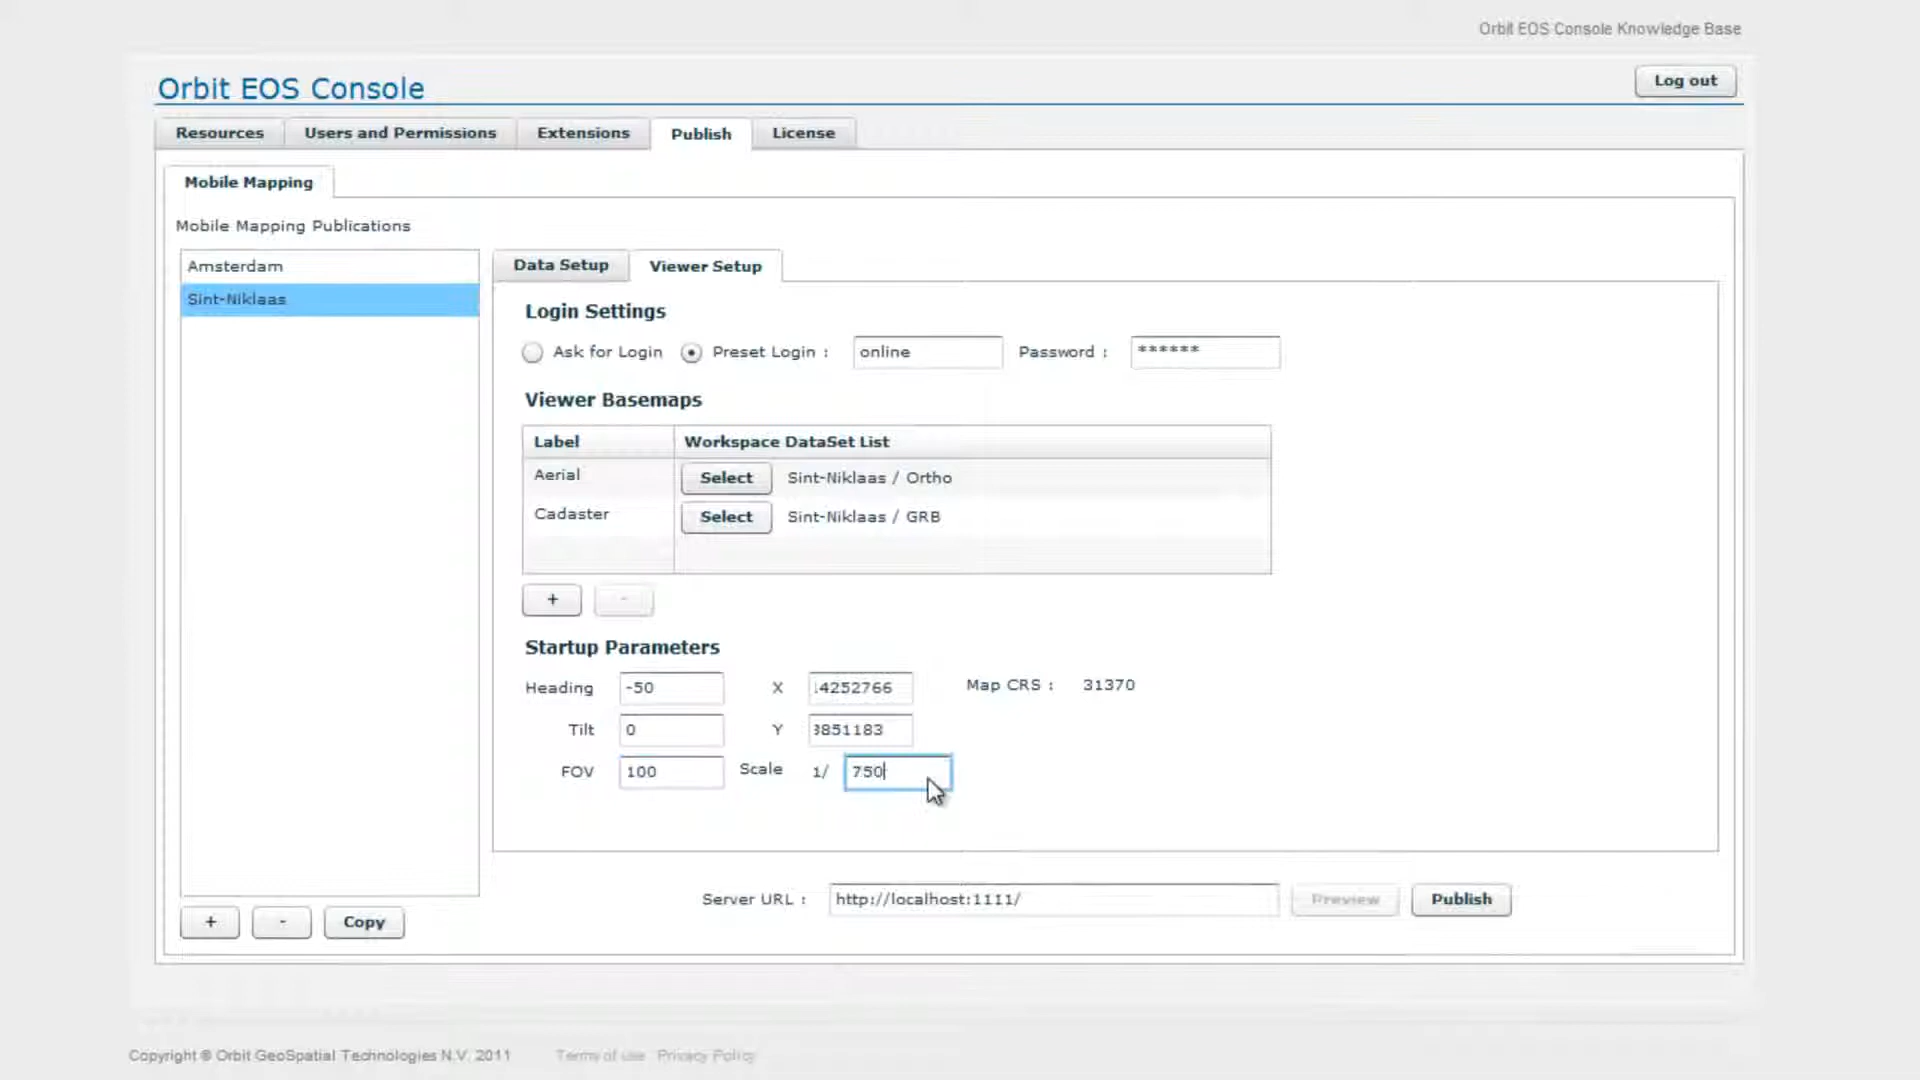 Orbit EOS Console Knowledge Base
Orbit EOS Console
Log out
Resources
Users and Permissions
Extensions
Publish
License
Mobile Mapping
Mobile Mapping Publications
Amsterdam
Sint-Niklaas
Data Setup
Viewer Setup
Login Settings
Ask for Login
Preset Login :
online
Password :
******
Viewer Basemaps
Label
Workspace DataSet List
Aerial
Select
Sint-Niklaas / Ortho
Cadaster
Select
Sint-Niklaas / GRB
+
-
Startup Parameters
Heading
-50
X
14252766
Map CRS :
31370
Tilt
0
Y
3851183
FOV
100
Scale
1/
750
Server URL :
http://localhost:1111/
Preview
Publish
+
-
Copy
Copyright © Orbit GeoSpatial Technologies N.V. 2011
Terms of use
Privacy Policy